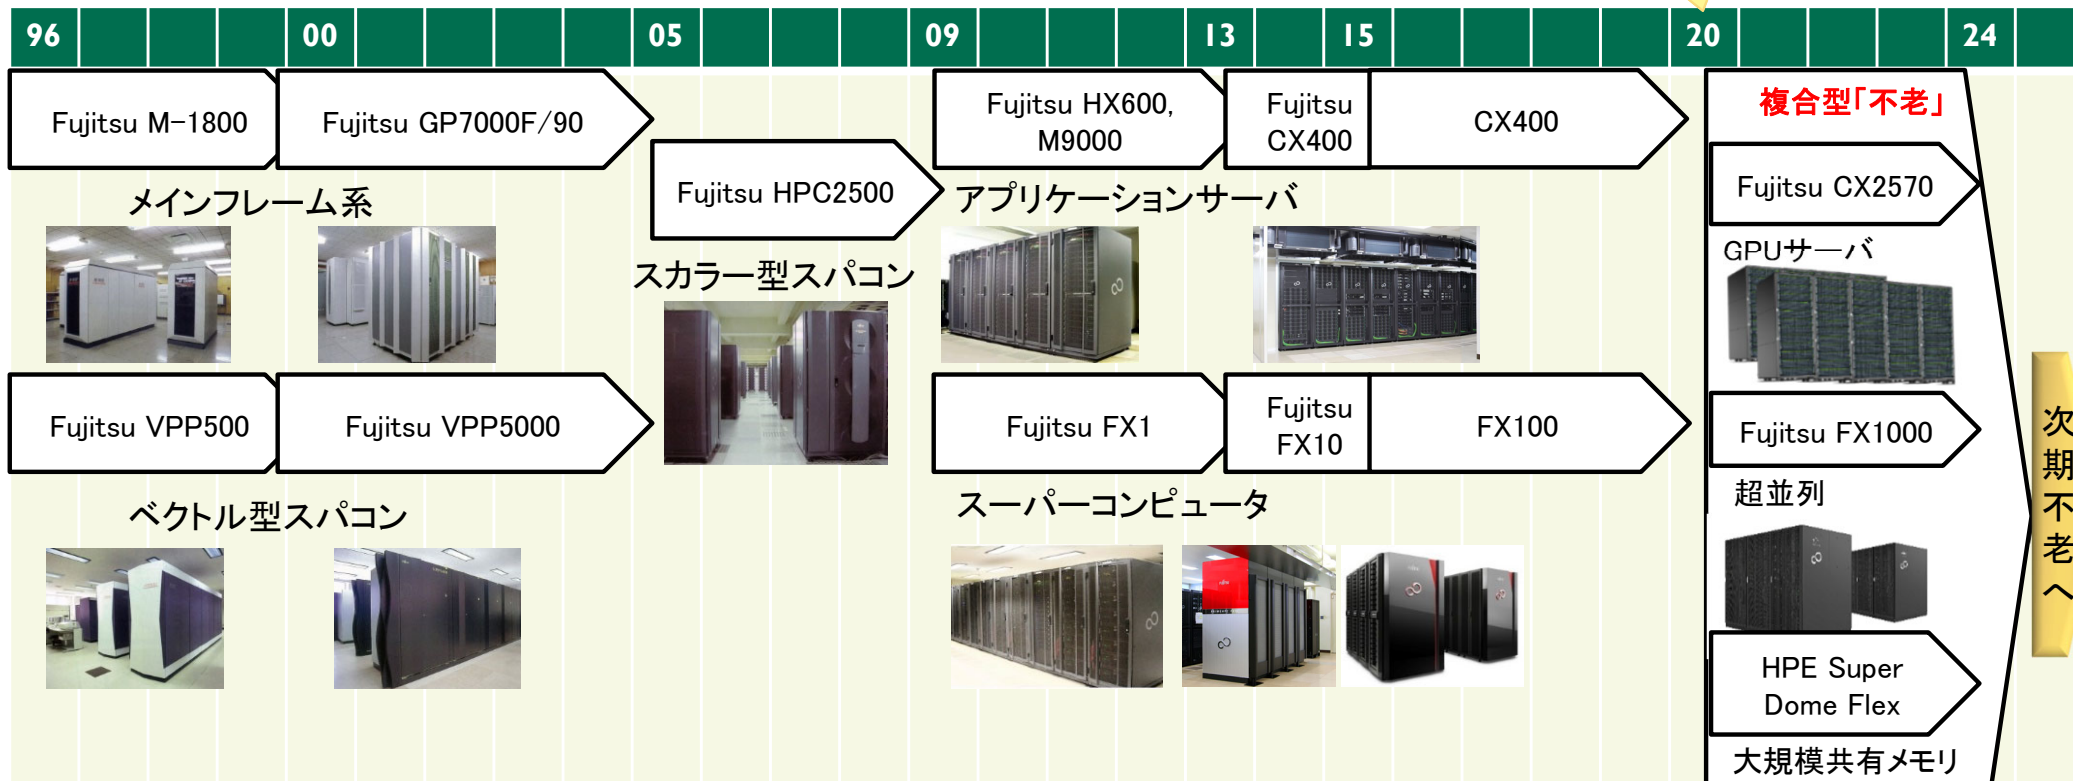 96
00
05
09
13
15
20
24
Fujitsu M-1800
Fujitsu GP7000F/90
メインフレーム系
Fujitsu VPP500
Fujitsu VPP5000
ベクトル型スパコン
Fujitsu HPC2500
スカラー型スパコン
Fujitsu HX600,
M9000
Fujitsu
CX400
CX400
アプリケーションサーバ
Fujitsu FX1
Fujitsu
FX10
FX100
スーパーコンピュータ
複合型「不老」
Fujitsu CX2570
GPUサーバ
Fujitsu FX1000
超並列
HPE Super
Dome Flex
大規模共有メモリ
次期不老へ